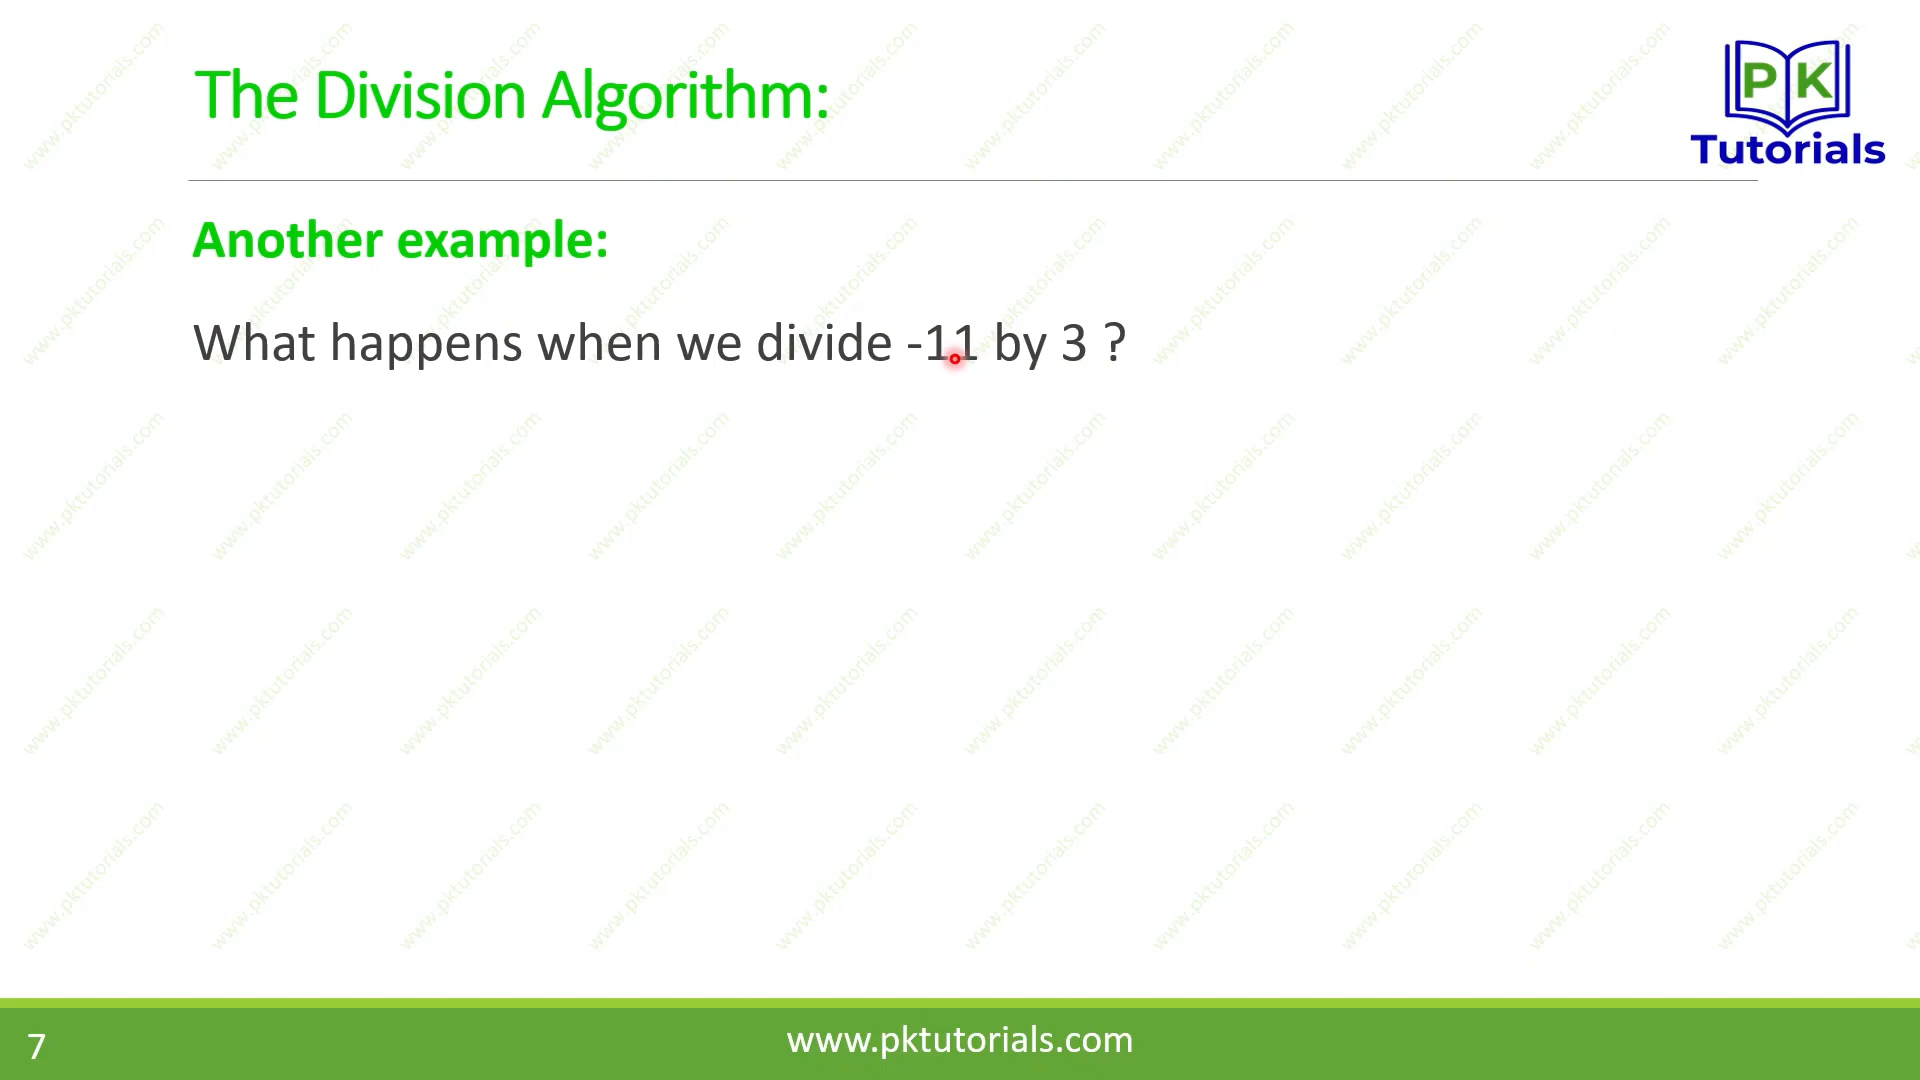 The Division Algorithm:
PK
Tutorials
Another example:
What happens when we divide -11 by 3 ?
7
www.pktutorials.com